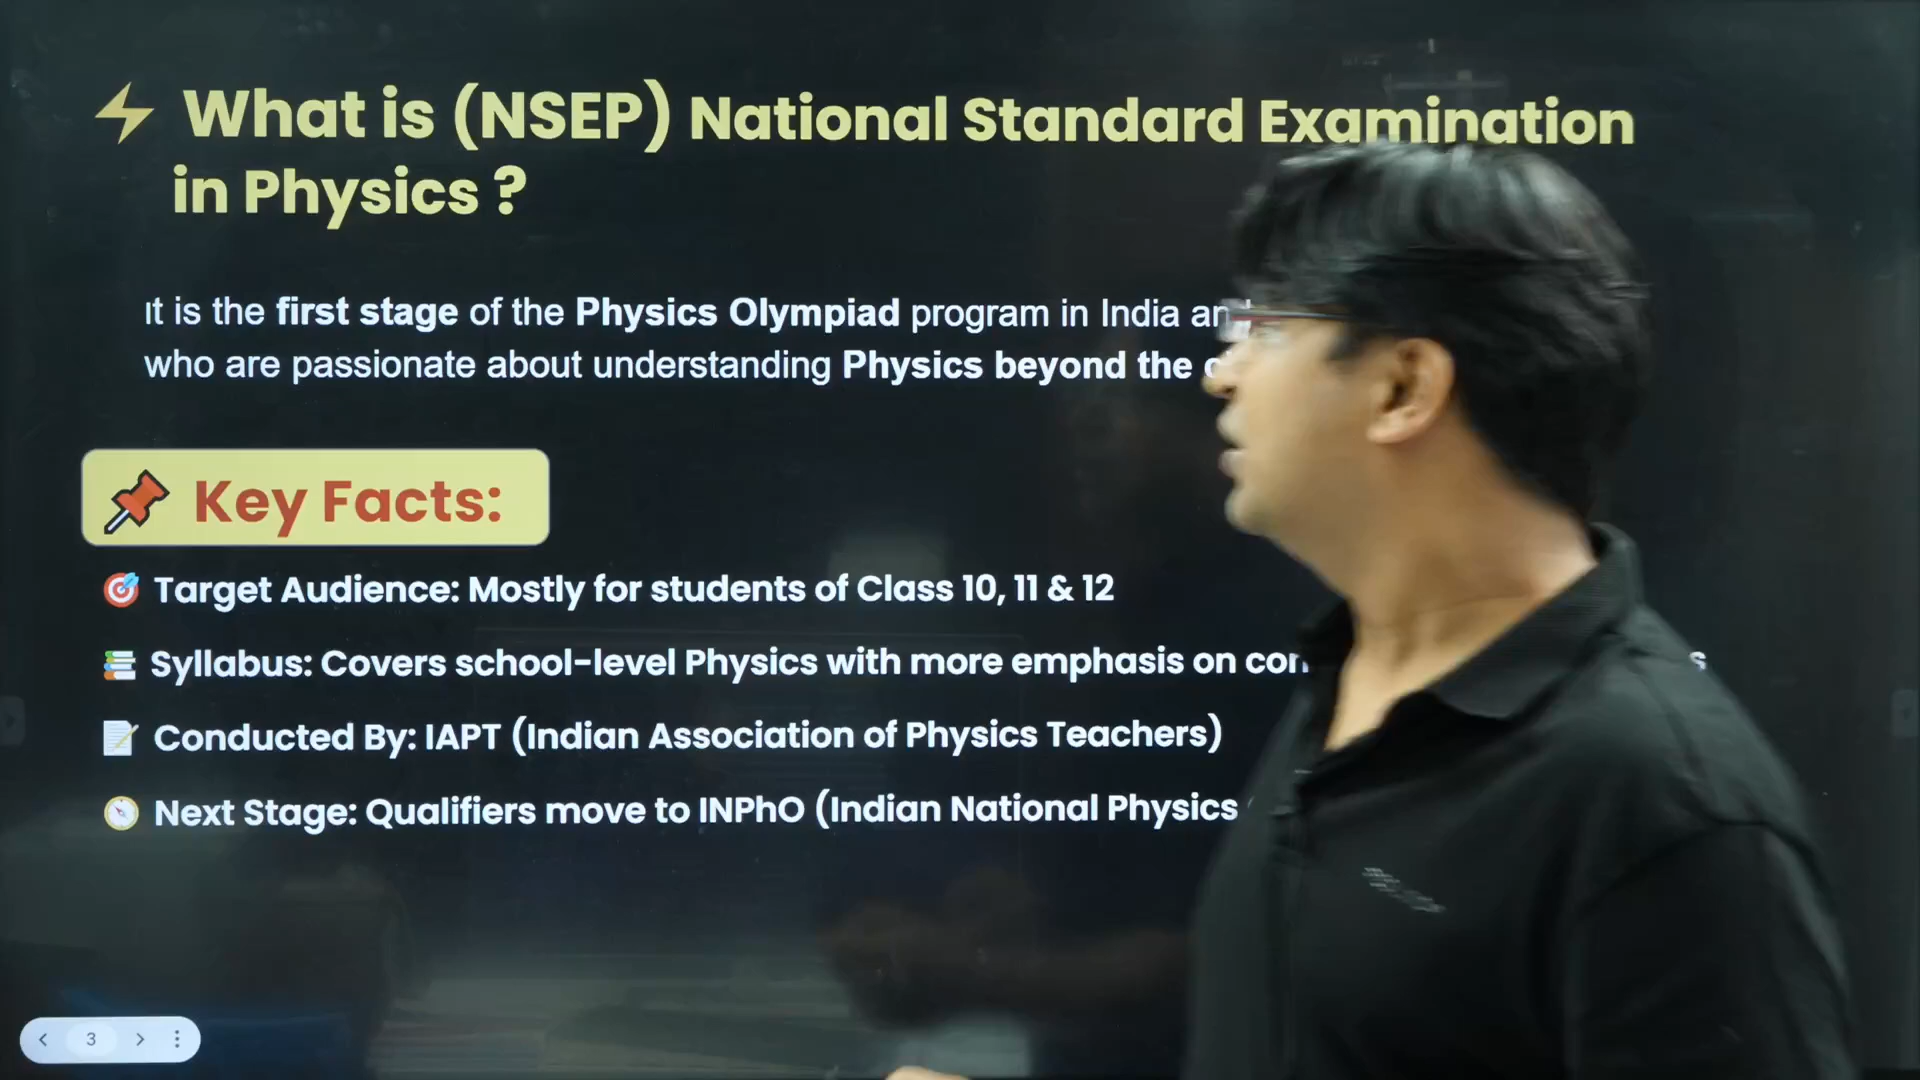 What is (NSEP) National Standard Examination
in Physics ?
It is the first stage of the Physics Olympiad program in India
who are passionate about understanding Physics beyond the
Key Facts:
Target Audience: Mostly for students of Class 10, 11 & 12
Syllabus: Covers school-level Physics with more emphasis on
Conducted By: IAPT (Indian Association of Physics Teachers)
Next Stage: Qualifiers move to INPhO (Indian National Physics
3